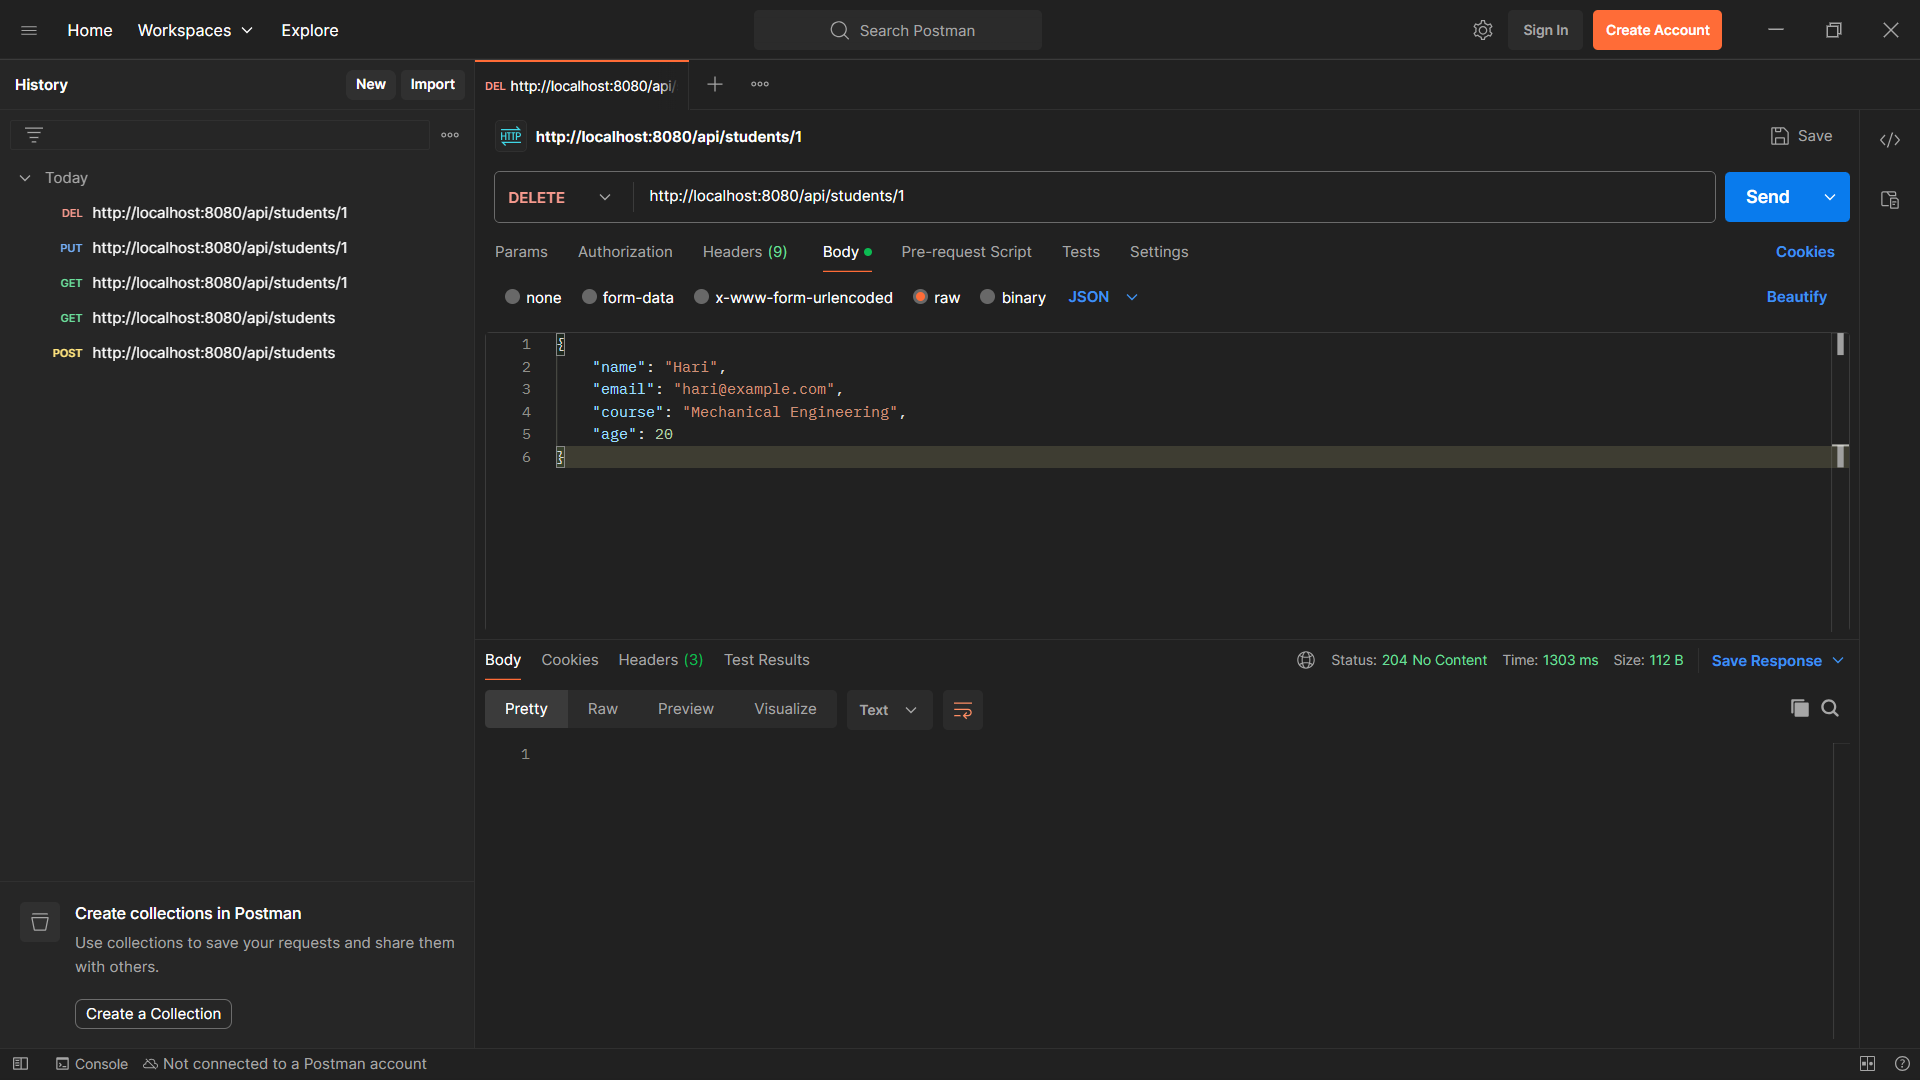 Home Workspaces Explore Search Postman Sign In Create Account
History New Import
DEL http://localhost:8080/api/
HTTP http://localhost:8080/api/students/1 Save
Today
DEL http://localhost:8080/api/students/1
PUT http://localhost:8080/api/students/1
GET http://localhost:8080/api/students/1
GET http://localhost:8080/api/students
POST http://localhost:8080/api/students
DELETE http://localhost:8080/api/students/1 Send
Params Authorization Headers (9) Body Pre-request Script Tests Settings Cookies
none form-data x-www-form-urlencoded raw binary JSON Beautify
1 {
2 "name": "Hari",
3 "email": "hari@example.com",
4 "course": "Mechanical Engineering",
5 "age": 20
6 }
Body Cookies Headers (3) Test Results Status: 204 No Content Time: 1303 ms Size: 112 B Save Response
Pretty Raw Preview Visualize Text
1
Create collections in Postman
Use collections to save your requests and share them
with others.
Create a Collection
Console Not connected to a Postman account